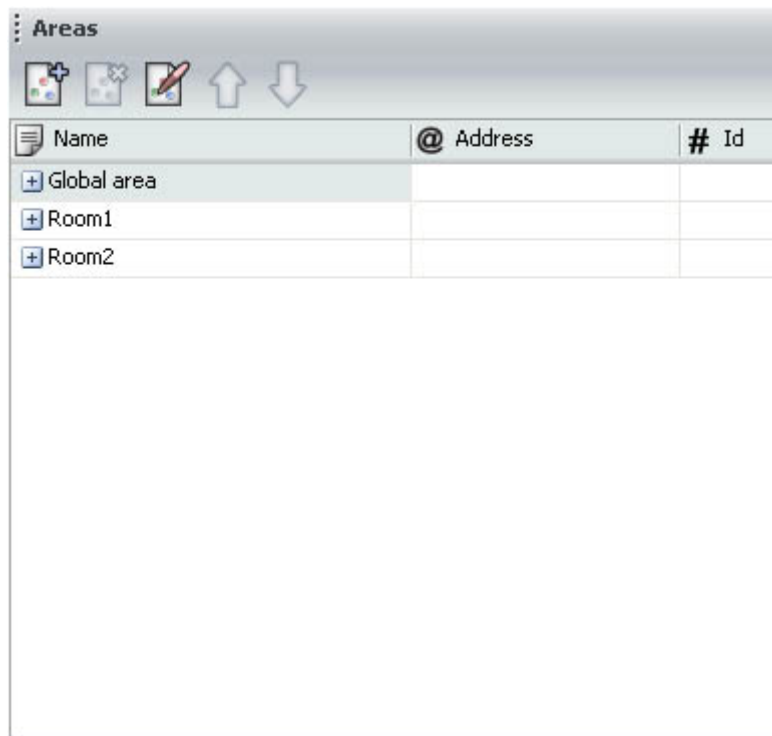 Areas
Name @ Address # Id
Global area
Room1
Room2